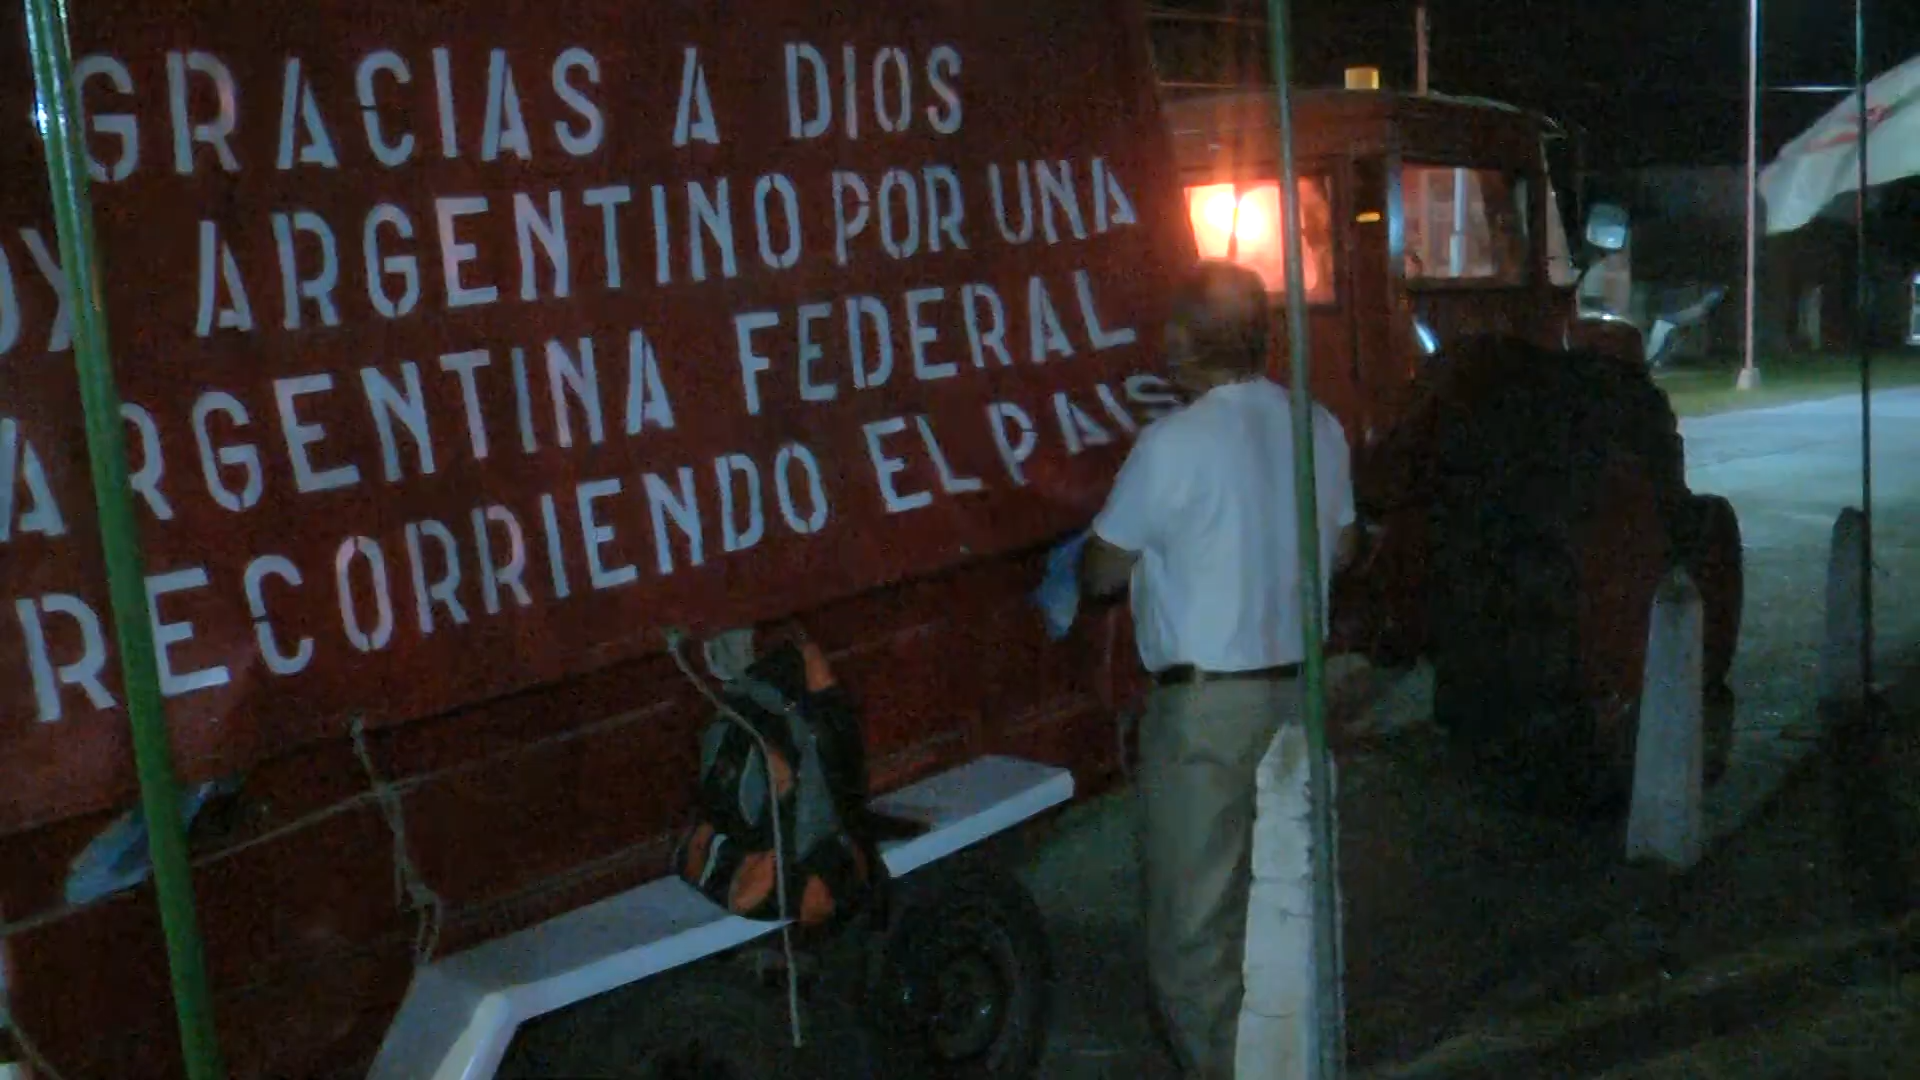 GRACIAS A DIOS
ARGENTINO POR UNA
ARGENTINA FEDERAL
RECORRIENDO EL PAIS